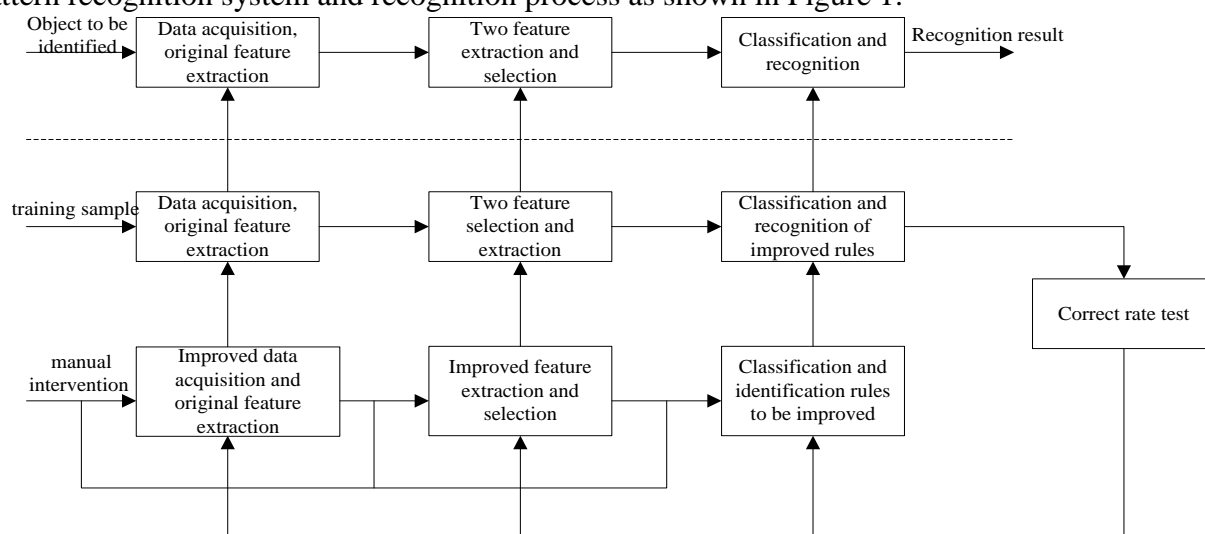 attern recognition system and recognition process as shown in Figure 1.
Object to be
identified
Data acquisition,
original feature
extraction
Two feature
extraction and
selection
Classification and
recognition
Recognition result
training sample
Data acquisition,
original feature
extraction
Two feature
selection and
extraction
Classification and
recognition of
improved rules
Correct rate test
manual
intervention
Improved data
acquisition and
original feature
extraction
Improved feature
extraction and
selection
Classification and
identification rules
to be improved